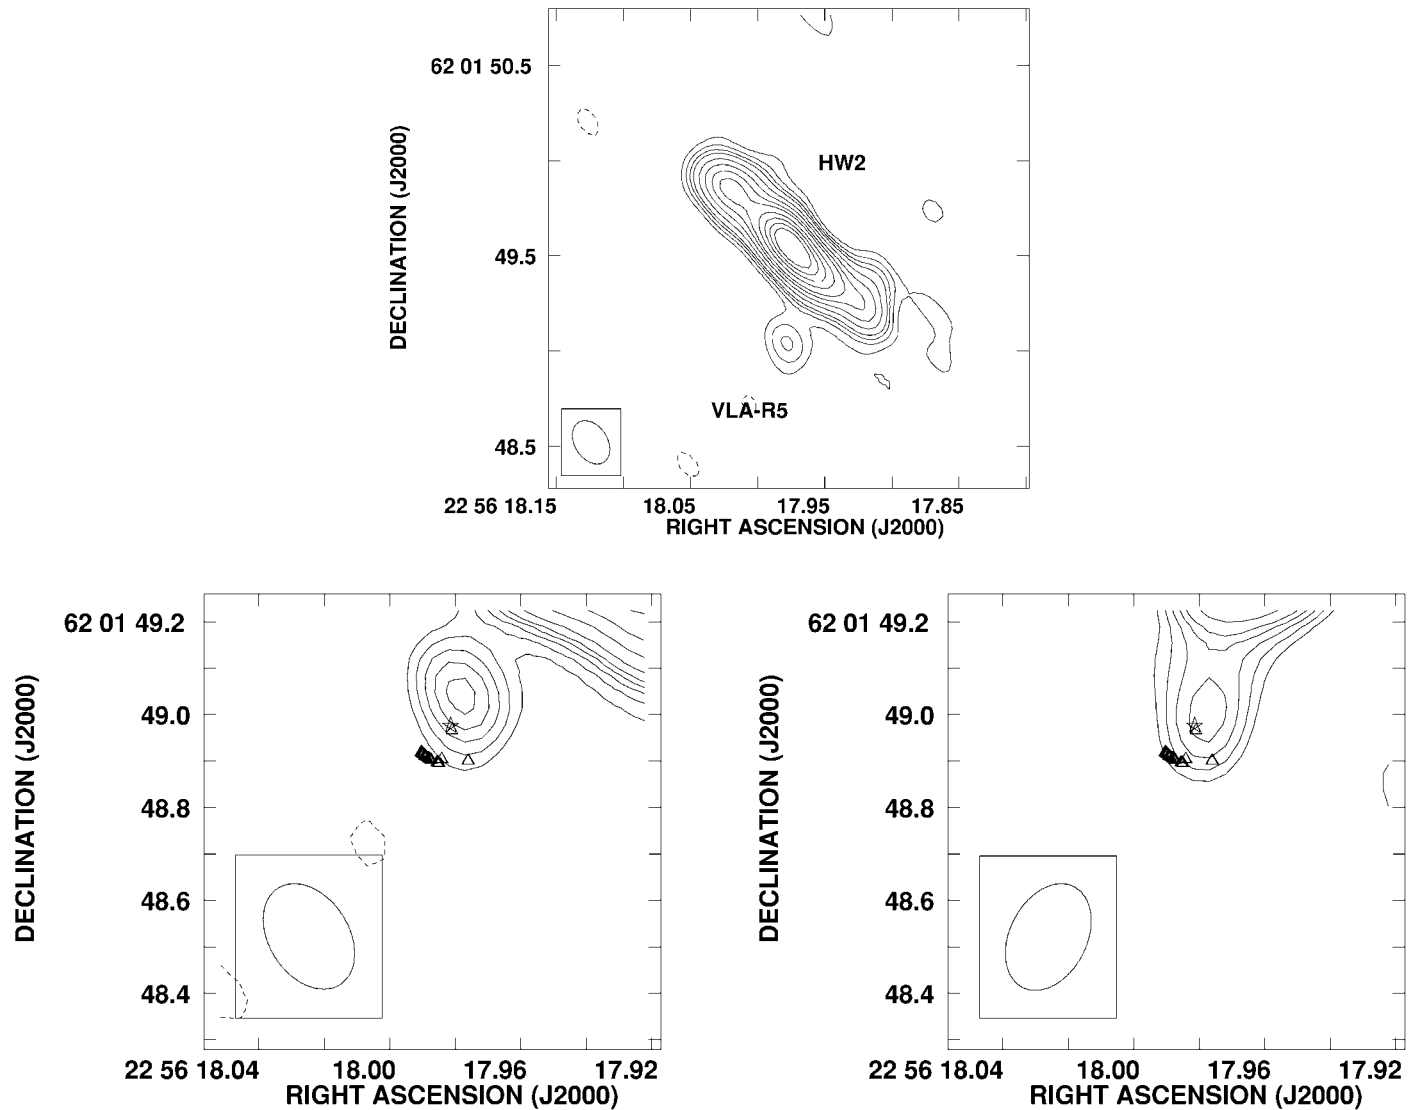 62 01 50.5
49.5
48.5
DECLINATION (J2000)
HW2
VLA-R5
22 56 18.15 18.05 17.95 17.85
RIGHT ASCENSION (J2000)
62 01 49.2
49.0
48.8
48.6
48.4
DECLINATION (J2000)
22 56 18.04 18.00 17.96 17.92
RIGHT ASCENSION (J2000)
62 01 49.2
49.0
48.8
48.6
48.4
DECLINATION (J2000)
22 56 18.04 18.00 17.96 17.92
RIGHT ASCENSION (J2000)